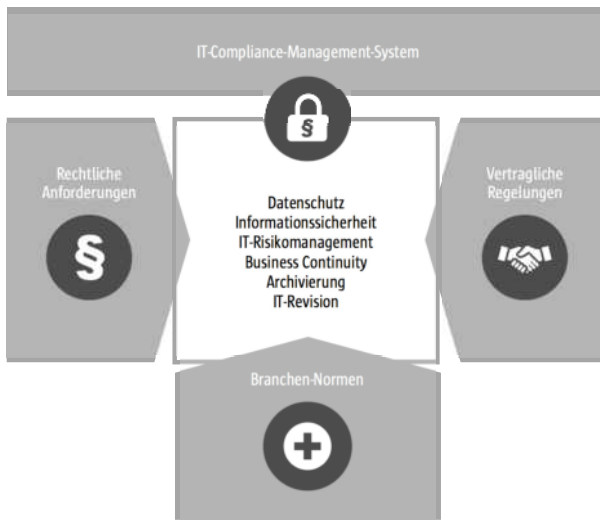 IT-Compliance-Management-System
§
Rechtliche
Anforderungen
§
Datenschutz
Informationssicherheit
IT-Risikomanagement
Business Continuity
Archivierung
IT-Revision
Vertragliche
Regelungen
Branchen-Normen